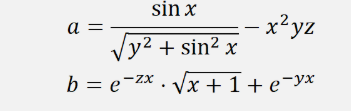 a = sin x / √(y² + sin² x) − x²yz
b = e^(−zx) · √(x + 1) + e^(−yx)